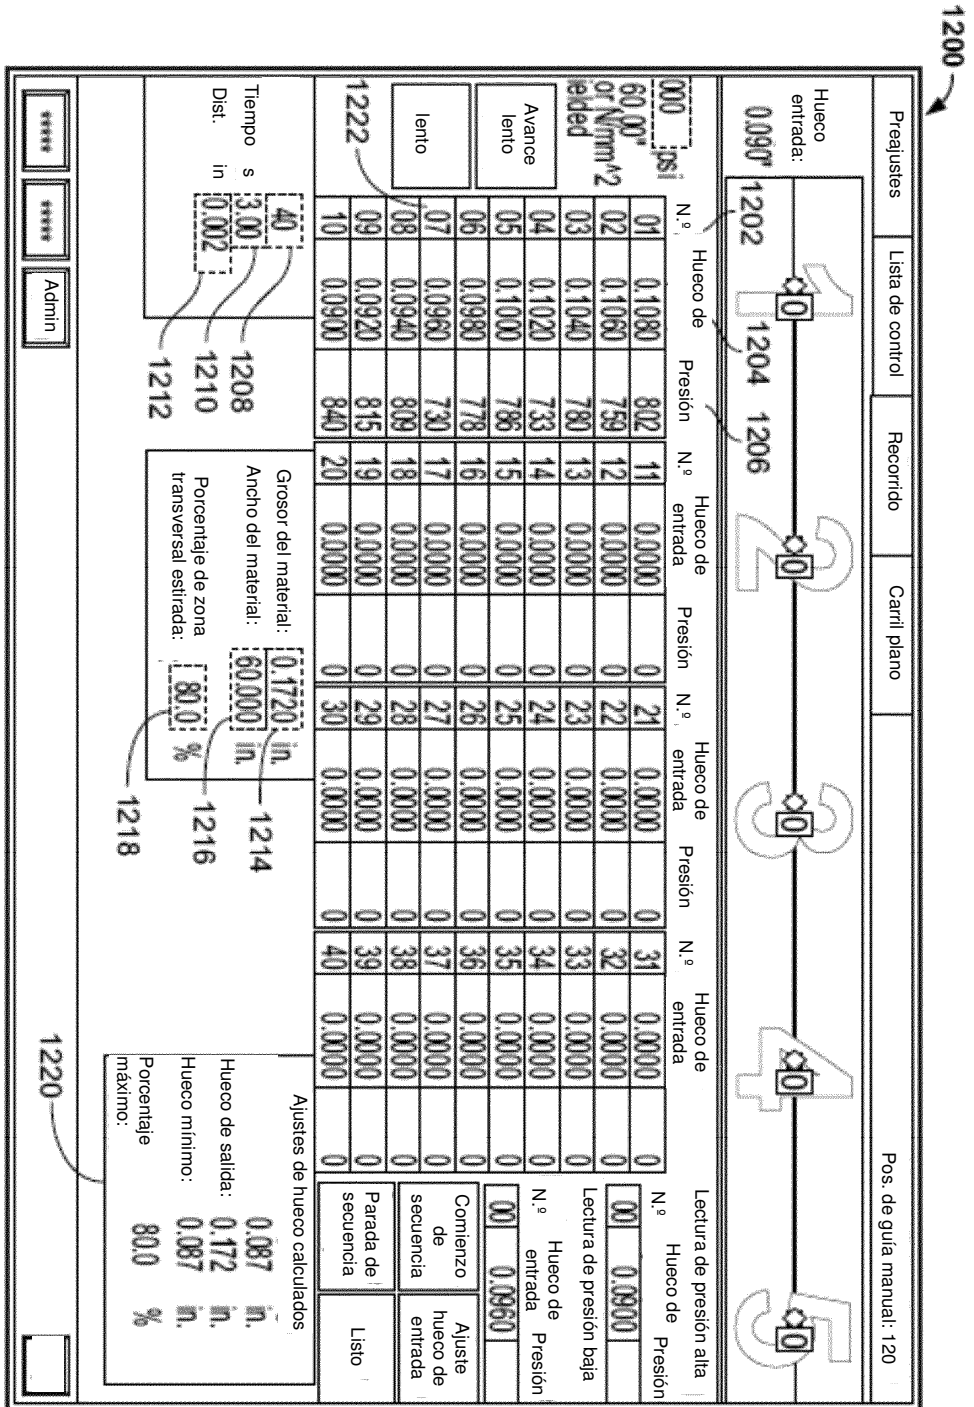 1200
Preajustes
Lista de control
Recorrido
Carril plano
Pos. de guía manual: 120
Hueco
entrada:
0.090"
1 0
2 0
3 0
4 0
5 0
1202
1204
1206
000 psi
60.00"
or N/mm^2
ielded
Avance
lento
lento
1222
N.º Hueco de Presión
01 0.1080 802
02 0.1060 759
03 0.1040 780
04 0.1020 733
05 0.1000 786
06 0.0980 778
07 0.0960 730
08 0.0940 809
09 0.0920 815
10 0.0900 840
N.º Hueco de entrada Presión
11 0.0000 0
12 0.0000 0
13 0.0000 0
14 0.0000 0
15 0.0000 0
16 0.0000 0
17 0.0000 0
18 0.0000 0
19 0.0000 0
20 0.0000 0
N.º Hueco de entrada Presión
21 0.0000 0
22 0.0000 0
23 0.0000 0
24 0.0000 0
25 0.0000 0
26 0.0000 0
27 0.0000 0
28 0.0000 0
29 0.0000 0
30 0.0000 0
N.º Hueco de entrada
31 0.0000 0
32 0.0000 0
33 0.0000 0
34 0.0000 0
35 0.0000 0
36 0.0000 0
37 0.0000 0
38 0.0000 0
39 0.0000 0
40 0.0000 0
Lectura de presión alta
N.º Hueco de Presión
00 0.0900
Lectura de presión baja
N.º Hueco de entrada Presión
00 0.0960
Comienzo
de
secuencia
Ajuste
hueco de
entrada
Parada de
secuencia
Listo
40
Tiempo s 3.00
Dist. in 0.002
1208
1210
1212
Grosor del material: 0.1720 in.
Ancho del material: 60.000 in.
Porcentaje de zona
transversal estirada: 80.0 %
1214
1216
1218
Ajustes de hueco calculados
0.087 in.
Hueco de salida: 0.172 in.
Hueco mínimo: 0.087 in.
Porcentaje
máximo: 80.0 %
1220
*****
*****
Admin